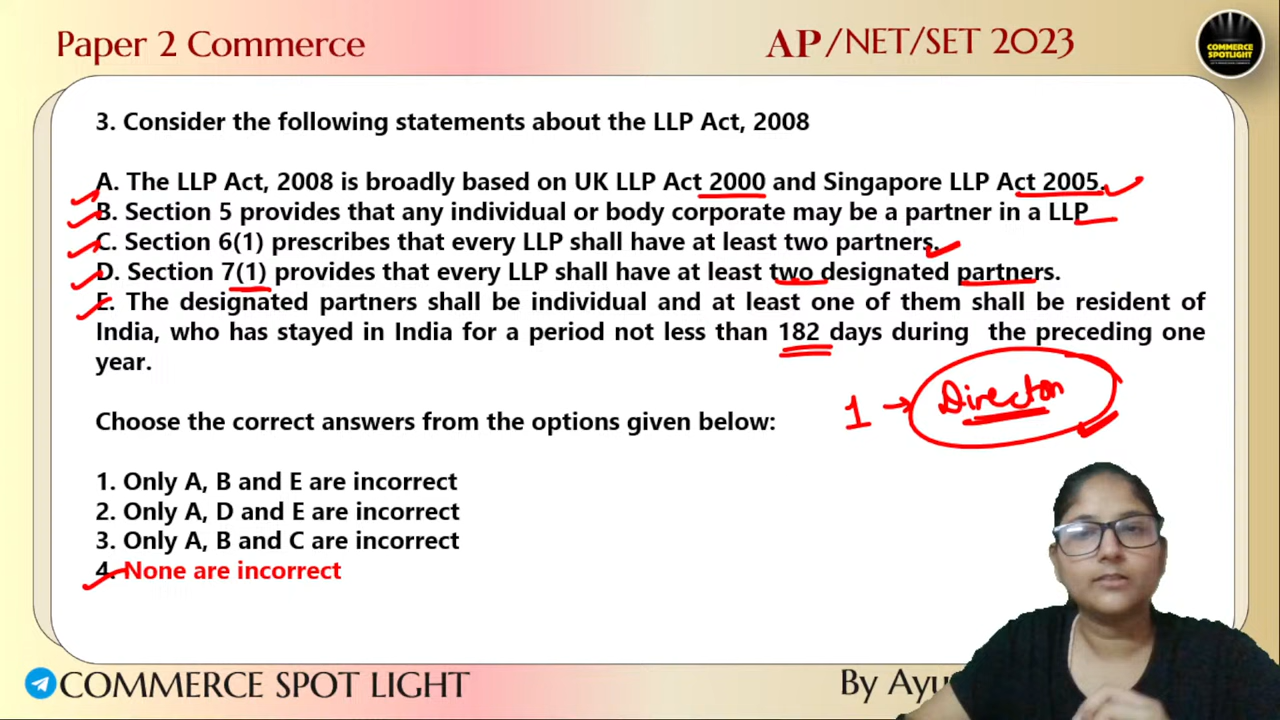 Paper 2 Commerce
AP/NET/SET 2023
COMMERCE
SPOTLIGHT
3. Consider the following statements about the LLP Act, 2008
A. The LLP Act, 2008 is broadly based on UK LLP Act 2000 and Singapore LLP Act 2005.
B. Section 5 provides that any individual or body corporate may be a partner in a LLP
C. Section 6(1) prescribes that every LLP shall have at least two partners.
D. Section 7(1) provides that every LLP shall have at least two designated partners.
E. The designated partners shall be individual and at least one of them shall be resident of
India, who has stayed in India for a period not less than 182 days during the preceding one
year.
1 → Director
Choose the correct answers from the options given below:
1. Only A, B and E are incorrect
2. Only A, D and E are incorrect
3. Only A, B and C are incorrect
4. None are incorrect
COMMERCE SPOT LIGHT
By Ayu